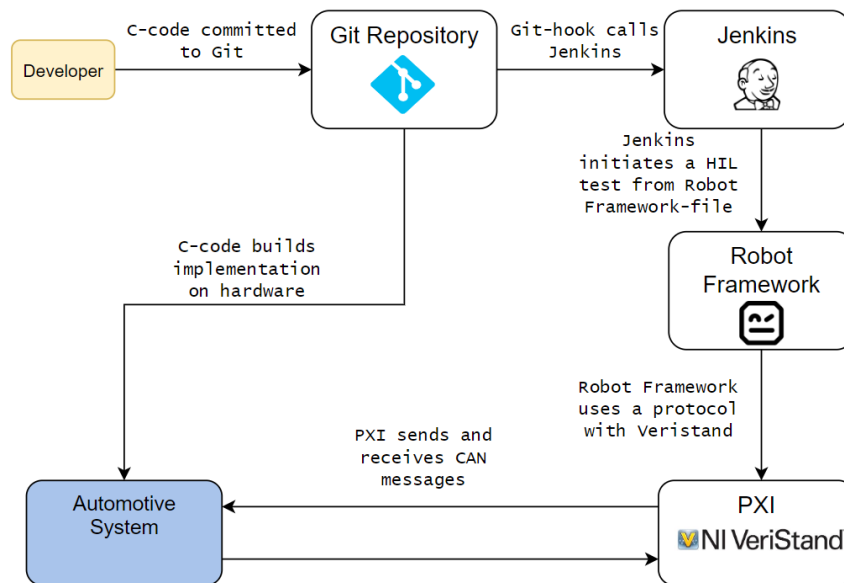 C-code committed
to Git
Developer
Git Repository
Git-hook calls
Jenkins
Jenkins
Jenkins
initiates a HIL
test from Robot
Framework-file
C-code builds
implementation
on hardware
Robot
Framework
Robot Framework
uses a protocol
with Veristand
PXI sends and
receives CAN
messages
Automotive
System
PXI
NI VeriStand